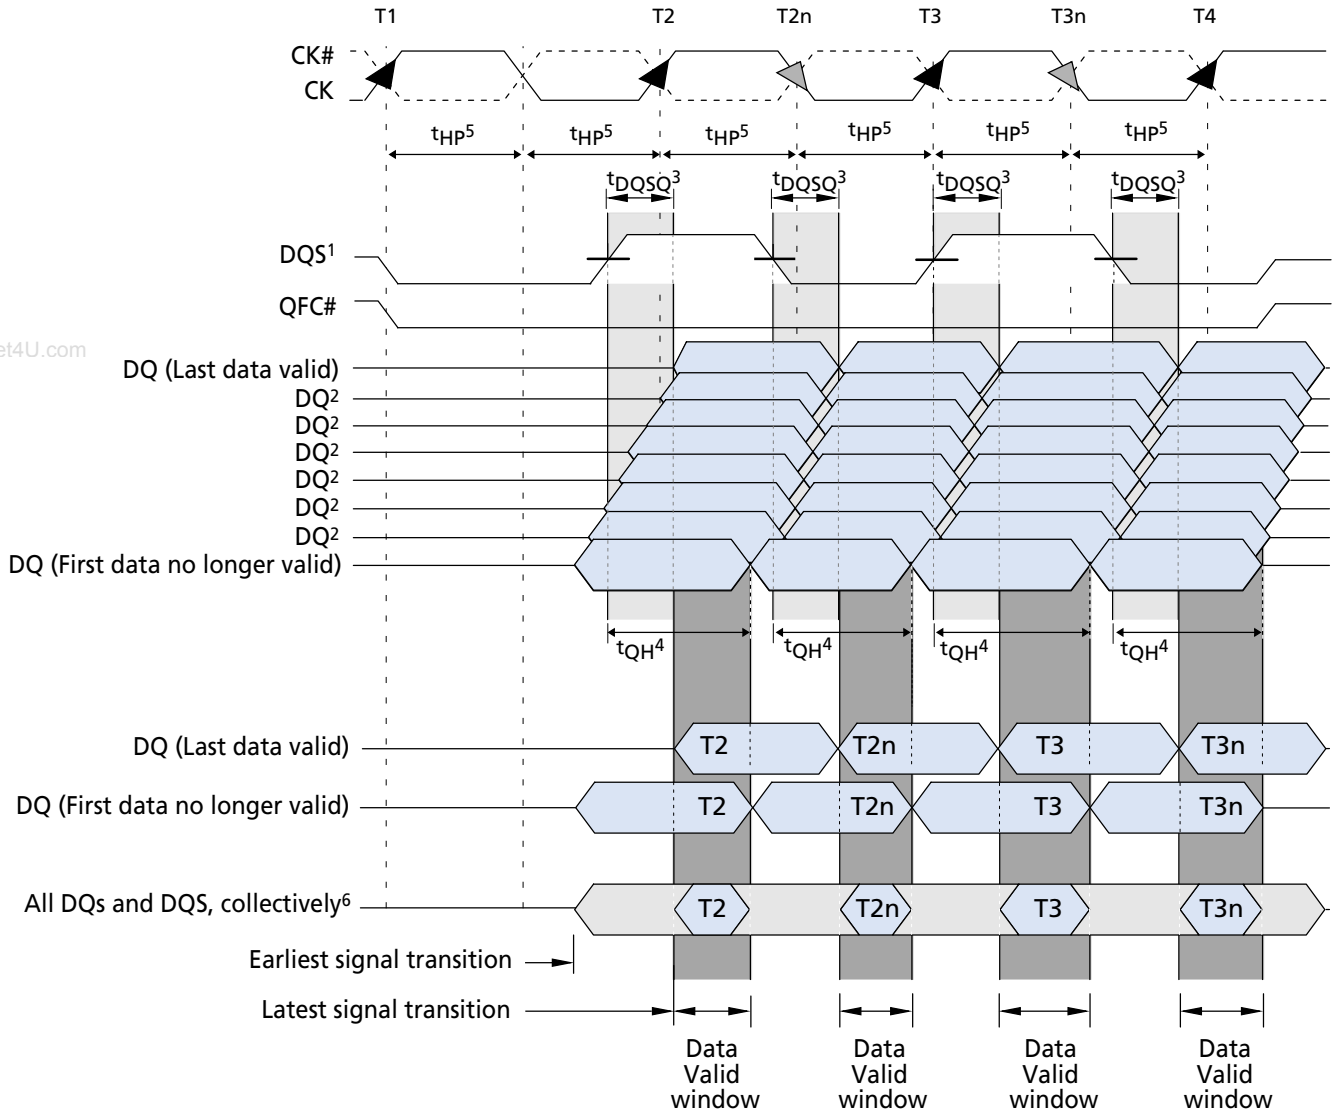 T1 T2 T2n T3 T3n T4
CK#
CK
tHP5 tHP5 tHP5 tHP5 tHP5 tHP5
tDQSQ3 tDQSQ3 tDQSQ3 tDQSQ3
DQS1
QFC#
et4U.com
DQ (Last data valid)
DQ2
DQ2
DQ2
DQ2
DQ2
DQ2
DQ (First data no longer valid)
tQH4 tQH4 tQH4 tQH4
DQ (Last data valid) T2 T2n T3 T3n
DQ (First data no longer valid) T2 T2n T3 T3n
All DQs and DQS, collectively6 T2 T2n T3 T3n
Earliest signal transition
Latest signal transition
Data Data Data Data
Valid Valid Valid Valid
window window window window